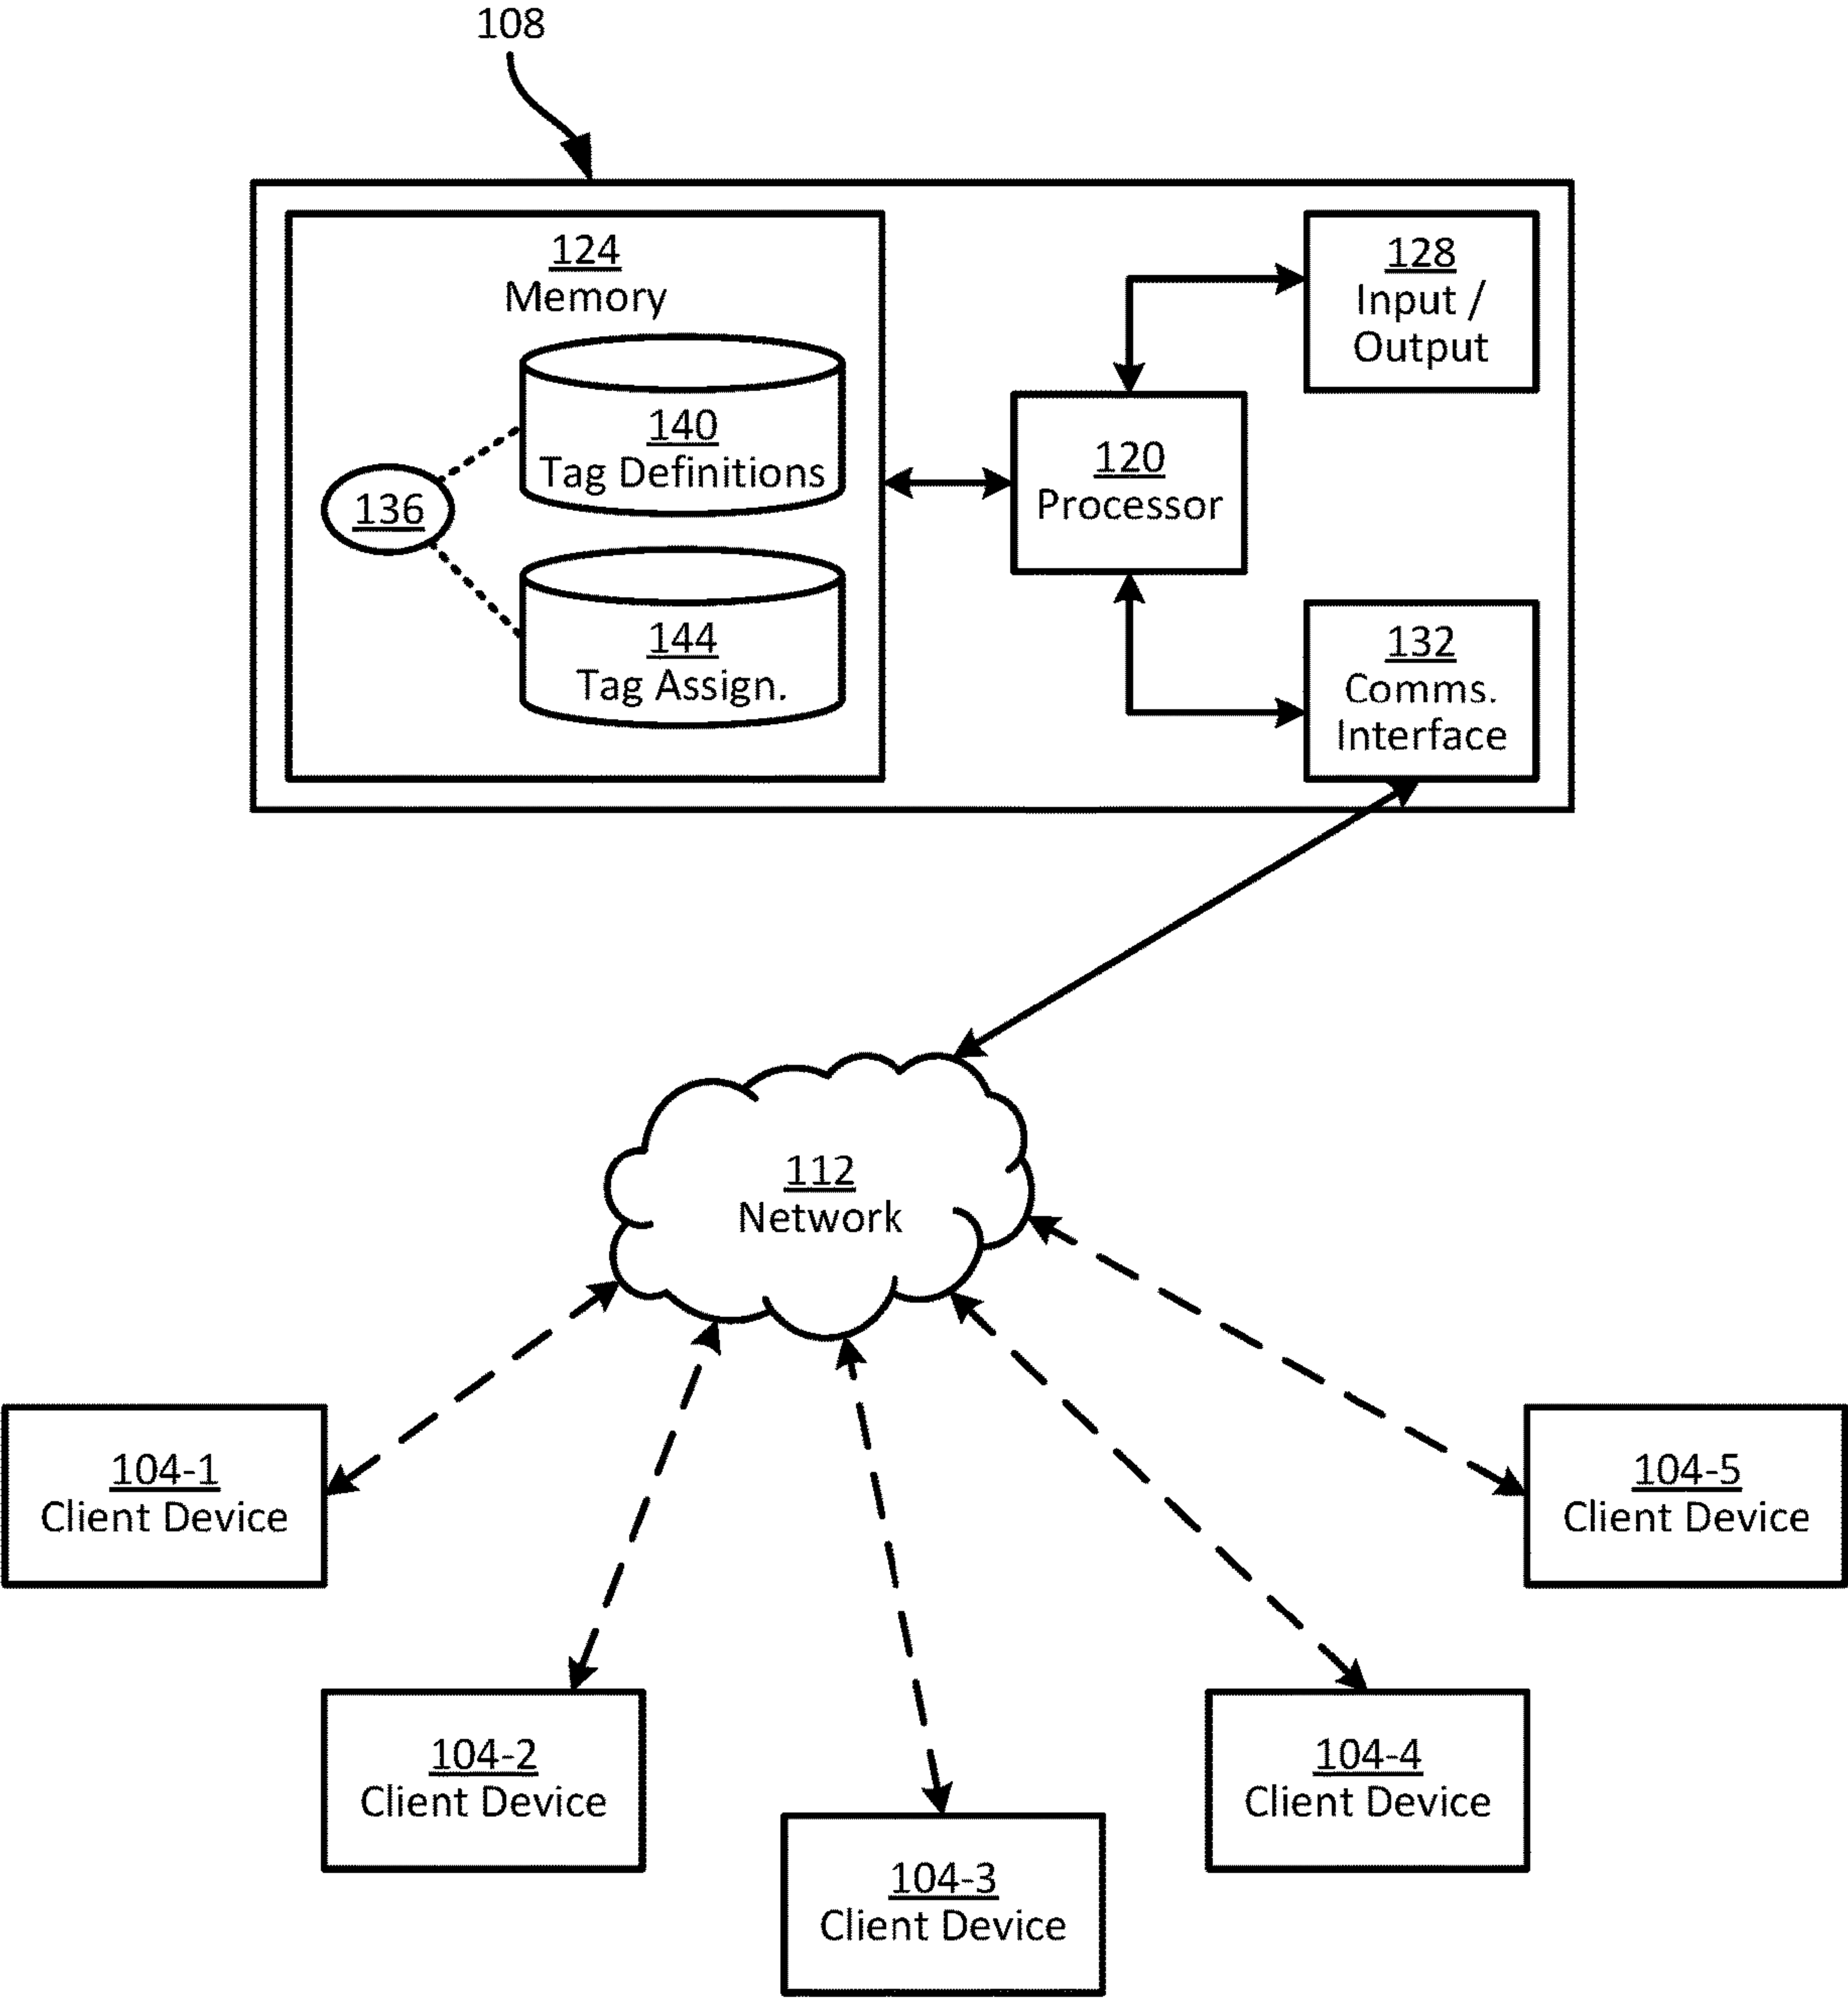 108
124
Memory
140
Tag Definitions
136
144
Tag Assign.
120
Processor
128
Input /
Output
132
Comms.
Interface
112
Network
104-1
Client Device
104-2
Client Device
104-3
Client Device
104-4
Client Device
104-5
Client Device